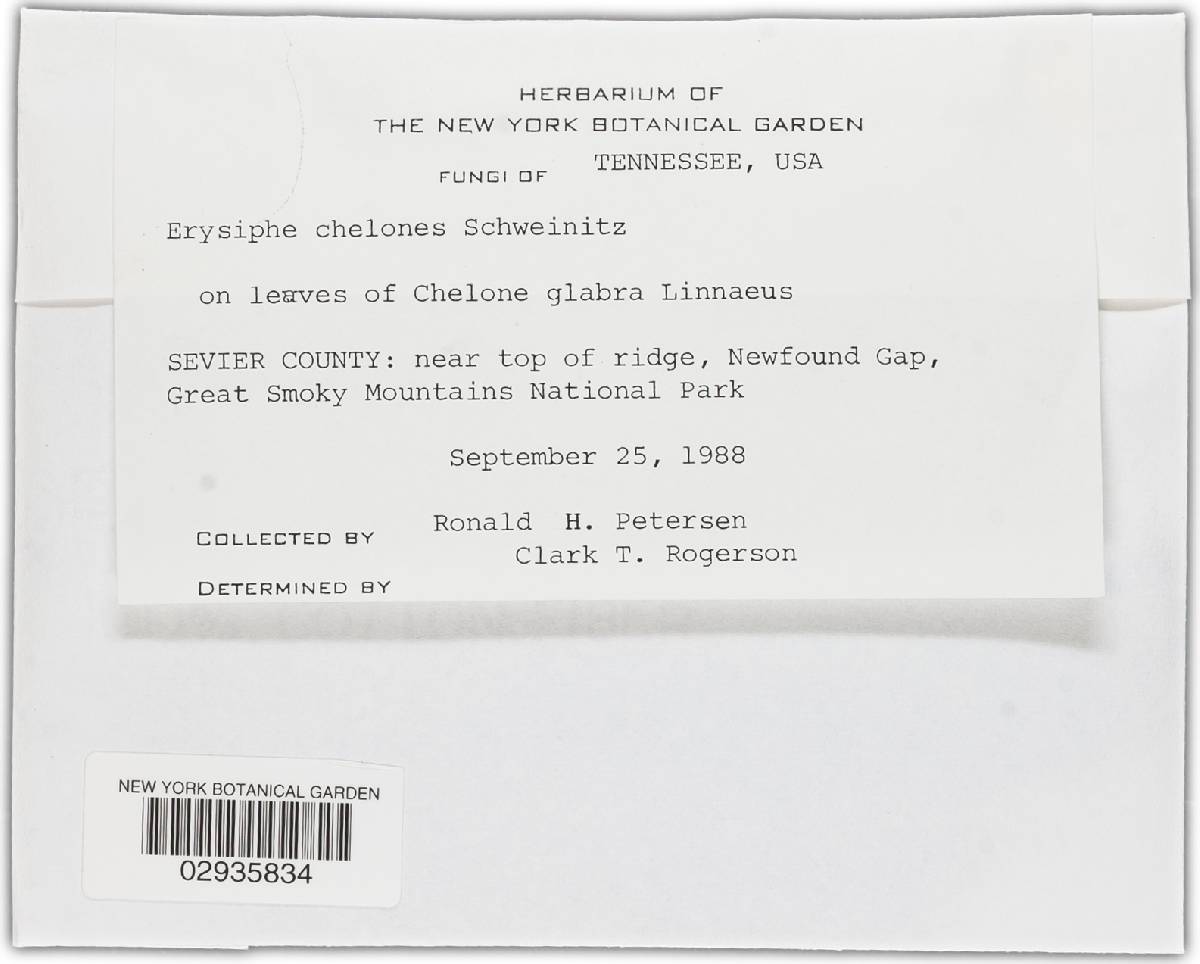 HERBARIUM OF
THE NEW YORK BOTANICAL GARDEN
FUNGI OF TENNESSEE, USA
Erysiphe chelones Schweinitz
on leaves of Chelone glabra Linnaeus
SEVIER COUNTY: near top of ridge, Newfound Gap,
Great Smoky Mountains National Park
September 25, 1988
COLLECTED BY Ronald H. Petersen
Clark T. Rogerson
DETERMINED BY
NEW YORK BOTANICAL GARDEN
02935834